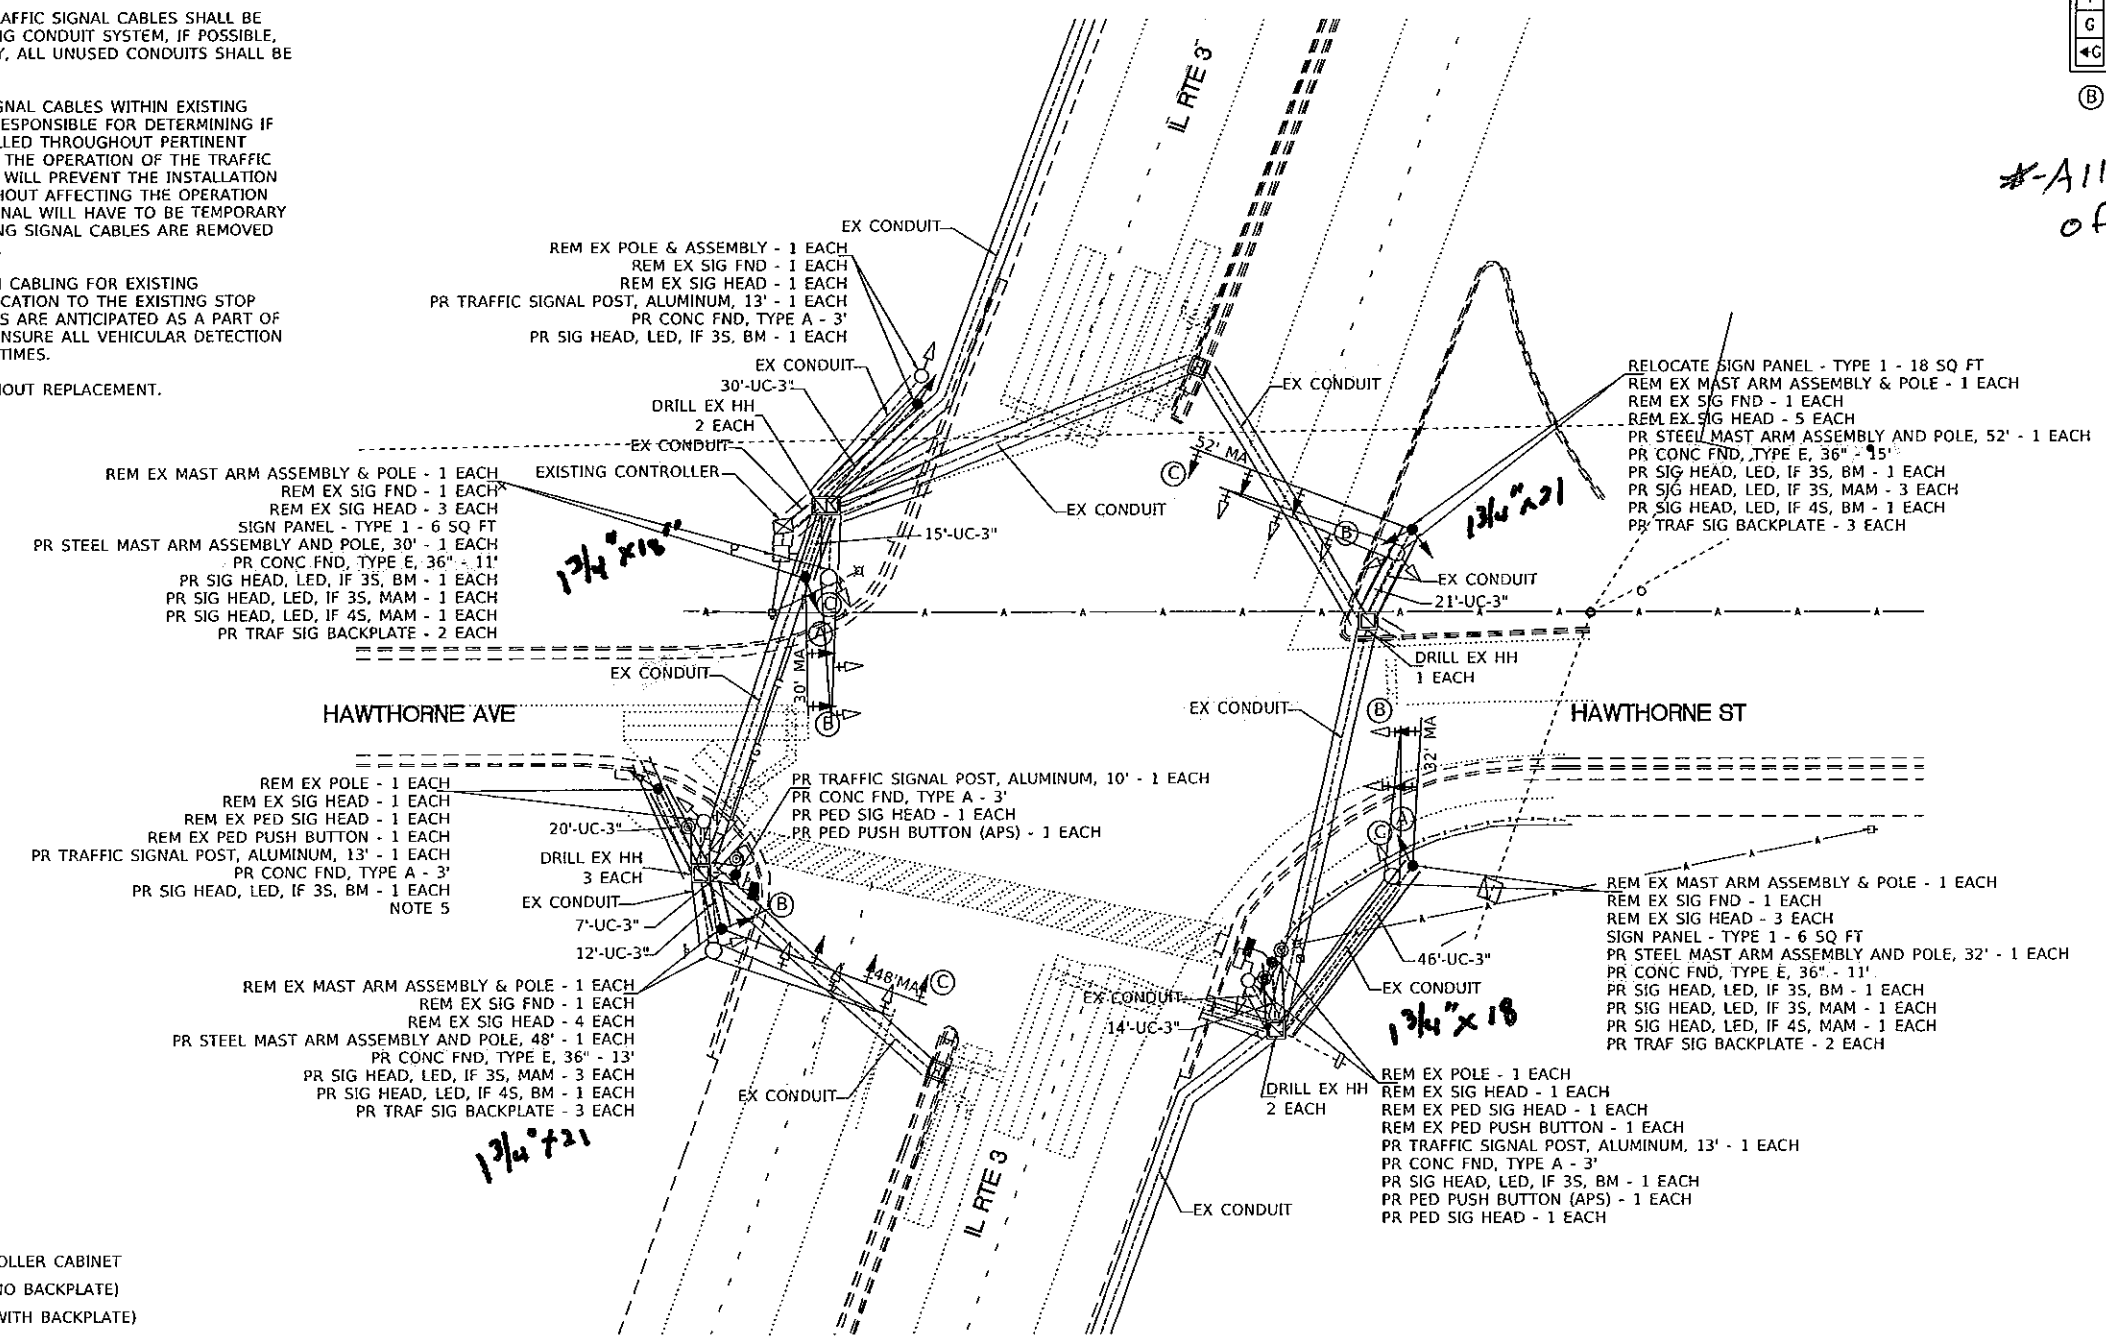 AFFIC SIGNAL CABLES SHALL BE
NG CONDUIT SYSTEM, IF POSSIBLE,
Y, ALL UNUSED CONDUITS SHALL BE
GNAL CABLES WITHIN EXISTING
ESPONSIBLE FOR DETERMINING IF
LLED THROUGHOUT PERTINENT
THE OPERATION OF THE TRAFFIC
WILL PREVENT THE INSTALLATION
HOUT AFFECTING THE OPERATION
NAL WILL HAVE TO BE TEMPORARY
NG SIGNAL CABLES ARE REMOVED
CABLING FOR EXISTING
CATION TO THE EXISTING STOP
S ARE ANTICIPATED AS A PART OF
NSURE ALL VEHICULAR DETECTION
TIMES.
HOUT REPLACEMENT.
G
◄G
B
#-All
of
IL RTE 3
EX CONDUIT
REM EX POLE & ASSEMBLY - 1 EACH
REM EX SIG FND - 1 EACH
REM EX SIG HEAD - 1 EACH
PR TRAFFIC SIGNAL POST, ALUMINUM, 13' - 1 EACH
PR CONC FND, TYPE A - 3'
PR SIG HEAD, LED, IF 3S, BM - 1 EACH
EX CONDUIT
30'-UC-3"
DRILL EX HH
2 EACH
EX CONDUIT
EXISTING CONTROLLER
EX CONDUIT
EX CONDUIT
52' MA
C
B
1 3/4" x21
RELOCATE SIGN PANEL - TYPE 1 - 18 SQ FT
REM EX MAST ARM ASSEMBLY & POLE - 1 EACH
REM EX SIG FND - 1 EACH
REM EX SIG HEAD - 5 EACH
PR STEEL MAST ARM ASSEMBLY AND POLE, 52' - 1 EACH
PR CONC FND, TYPE E, 36" - 15'
PR SIG HEAD, LED, IF 3S, BM - 1 EACH
PR SIG HEAD, LED, IF 3S, MAM - 3 EACH
PR SIG HEAD, LED, IF 4S, BM - 1 EACH
PR TRAF SIG BACKPLATE - 3 EACH
REM EX MAST ARM ASSEMBLY & POLE - 1 EACH
REM EX SIG FND - 1 EACH
REM EX SIG HEAD - 3 EACH
SIGN PANEL - TYPE 1 - 6 SQ FT
PR STEEL MAST ARM ASSEMBLY AND POLE, 30' - 1 EACH
PR CONC FND, TYPE E, 36" - 11'
PR SIG HEAD, LED, IF 3S, BM - 1 EACH
PR SIG HEAD, LED, IF 3S, MAM - 1 EACH
PR SIG HEAD, LED, IF 4S, MAM - 1 EACH
PR TRAF SIG BACKPLATE - 2 EACH
1 3/4" x18"
P
15'-UC-3"
A
30' MA
B
EX CONDUIT
EX CONDUIT
21'-UC-3"
DRILL EX HH
1 EACH
EX CONDUIT
B
32' MA
HAWTHORNE AVE
HAWTHORNE ST
G
REM EX POLE - 1 EACH
REM EX SIG HEAD - 1 EACH
REM EX PED SIG HEAD - 1 EACH
REM EX PED PUSH BUTTON - 1 EACH
PR TRAFFIC SIGNAL POST, ALUMINUM, 13' - 1 EACH
PR CONC FND, TYPE A - 3'
PR SIG HEAD, LED, IF 3S, BM - 1 EACH
NOTE 5
PR TRAFFIC SIGNAL POST, ALUMINUM, 10' - 1 EACH
PR CONC FND, TYPE A - 3'
PR PED SIG HEAD - 1 EACH
PR PED PUSH BUTTON (APS) - 1 EACH
20'-UC-3"
DRILL EX HH
3 EACH
EX CONDUIT
7'-UC-3"
12'-UC-3"
B
48'MA
C
C
A
REM EX MAST ARM ASSEMBLY & POLE - 1 EACH
REM EX SIG FND - 1 EACH
REM EX SIG HEAD - 4 EACH
PR STEEL MAST ARM ASSEMBLY AND POLE, 48' - 1 EACH
PR CONC FND, TYPE E, 36" - 13'
PR SIG HEAD, LED, IF 3S, MAM - 3 EACH
PR SIG HEAD, LED, IF 4S, BM - 1 EACH
PR TRAF SIG BACKPLATE - 3 EACH
1 3/4" +21
EX CONDUIT
REM EX MAST ARM ASSEMBLY & POLE - 1 EACH
REM EX SIG FND - 1 EACH
REM EX SIG HEAD - 3 EACH
SIGN PANEL - TYPE 1 - 6 SQ FT
PR STEEL MAST ARM ASSEMBLY AND POLE, 32' - 1 EACH
PR CONC FND, TYPE E, 36" - 11'
PR SIG HEAD, LED, IF 3S, BM - 1 EACH
PR SIG HEAD, LED, IF 3S, MAM - 1 EACH
PR SIG HEAD, LED, IF 4S, MAM - 1 EACH
PR TRAF SIG BACKPLATE - 2 EACH
46'-UC-3"
EX CONDUIT
1 3/4" x 18
EX CONDUIT
14'-UC-3"
DRILL EX HH
2 EACH
REM EX POLE - 1 EACH
REM EX SIG HEAD - 1 EACH
REM EX PED SIG HEAD - 1 EACH
REM EX PED PUSH BUTTON - 1 EACH
PR TRAFFIC SIGNAL POST, ALUMINUM, 13' - 1 EACH
PR CONC FND, TYPE A - 3'
PR SIG HEAD, LED, IF 3S, BM - 1 EACH
PR PED PUSH BUTTON (APS) - 1 EACH
PR PED SIG HEAD - 1 EACH
IL RTE 3
EX CONDUIT
OLLER CABINET
NO BACKPLATE)
WITH BACKPLATE)